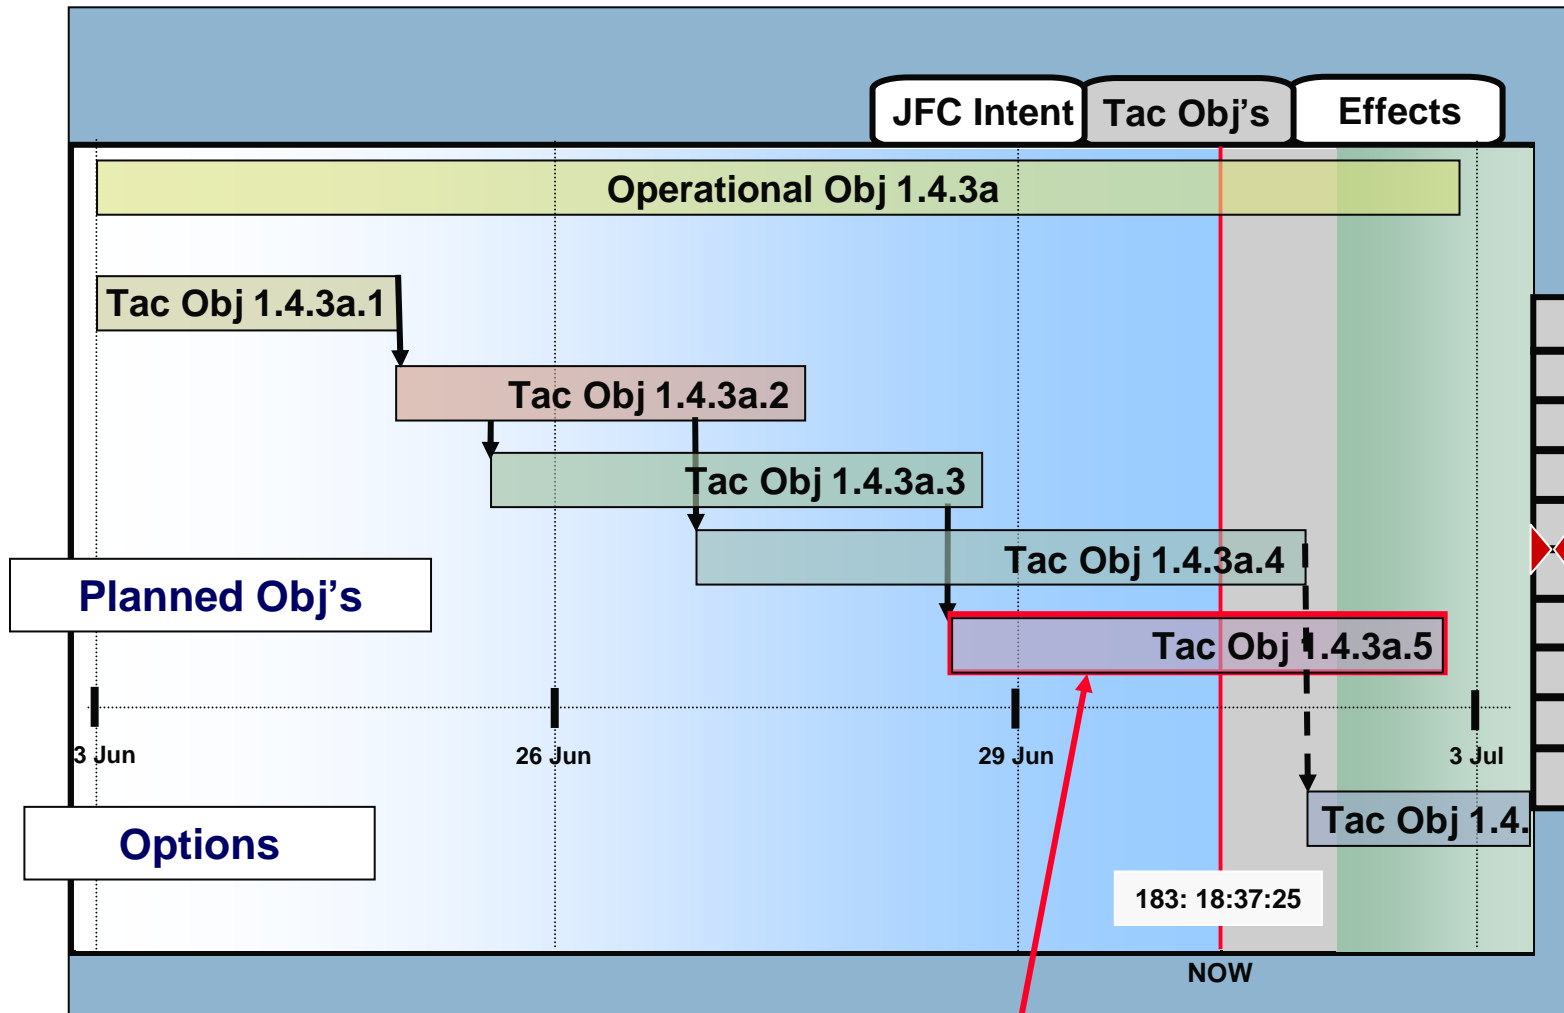 JFC Intent
Tac Obj's
Effects
Operational Obj 1.4.3a
Tac Obj 1.4.3a.1
Tac Obj 1.4.3a.2
Tac Obj 1.4.3a.3
Tac Obj 1.4.3a.4
Planned Obj's
Tac Obj 1.4.3a.5
3 Jun
26 Jun
29 Jun
3 Jul
Options
Tac Obj 1.4.
183: 18:37:25
NOW